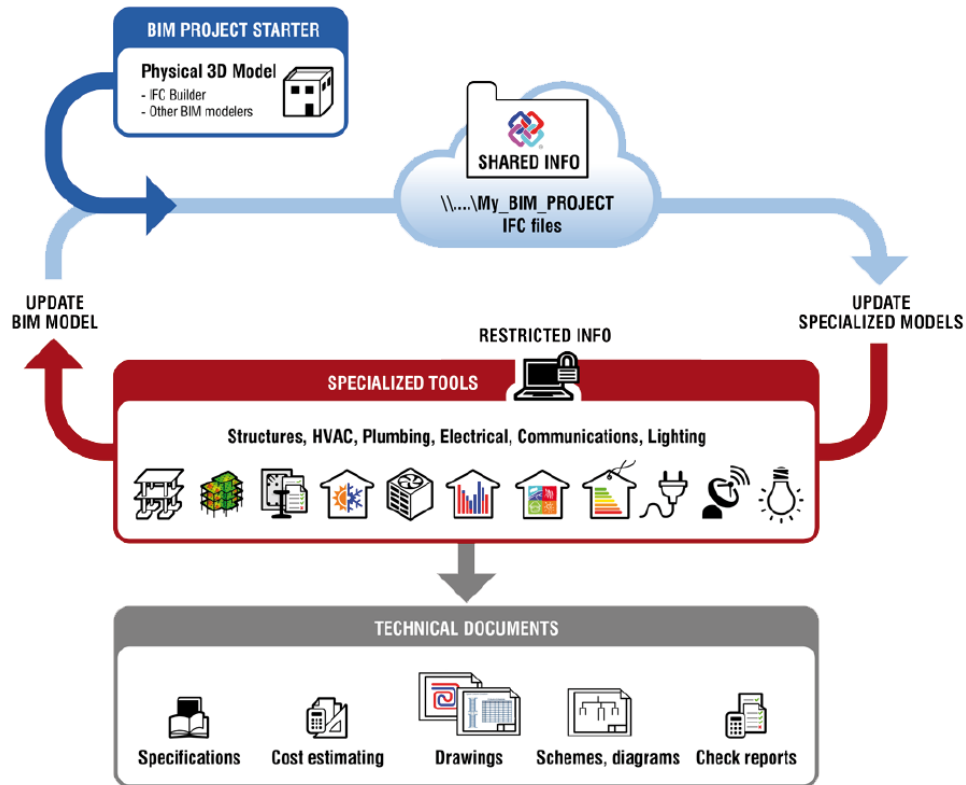 BIM PROJECT STARTER
Physical 3D Model
- IFC Builder
- Other BIM modelers
SHARED INFO
\\....\My_BIM_PROJECT
IFC files
UPDATE
BIM MODEL
UPDATE
SPECIALIZED MODELS
RESTRICTED INFO
SPECIALIZED TOOLS
Structures, HVAC, Plumbing, Electrical, Communications, Lighting
TECHNICAL DOCUMENTS
Specifications
Cost estimating
Drawings
Schemes, diagrams
Check reports